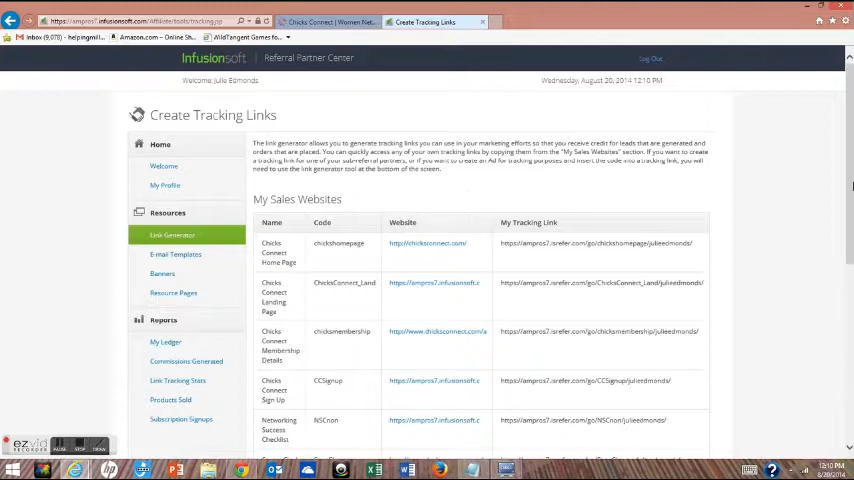 https://ampros7.infusionsoft.com/Affiliate/tools/tracking.jsp
Chicks Connect | Women Net...
Create Tracking Links
Inbox (9,078) - helpingmill...
Amazon.com – Online Sh...
WildTangent Games fo...
Infusionsoft
Referral Partner Center
Log Out
Welcome: Julie Edmonds
Wednesday, August 20, 2014 12:10 PM
Create Tracking Links
Home
Welcome
My Profile
Resources
Link Generator
E-mail Templates
Banners
Resource Pages
Reports
My Ledger
Commissions Generated
Link Tracking Stats
Products Sold
Subscription Signups
The link generator allows you to generate tracking links you can use in your marketing efforts so that you receive credit for leads that are generated and
orders that are placed. You can quickly access any of your own tracking links by copying them from the "My Sales Websites" section. If you want to create
a tracking link for one of your sub-referral partners, or if you want to create an Ad for tracking purposes and insert the code into a tracking link, you will
need to use the link generator tool at the bottom of the screen.
My Sales Websites
Name Code Website My Tracking Link
Chicks Connect Home Page chickshomepage http://chicksconnect.com/ https://ampros7.isrefer.com/go/chickshomepage/julieedmonds/
Chicks Connect Landing Page ChicksConnect_Land https://ampros7.infusionsoft.c https://ampros7.isrefer.com/go/ChicksConnect_Land/julieedmonds/
Chicks Connect Membership Details chicksmembership http://www.chicksconnect.com/a https://ampros7.isrefer.com/go/chicksmembership/julieedmonds/
Chicks Connect Sign Up CCSignup https://ampros7.infusionsoft.c https://ampros7.isrefer.com/go/CCSignup/julieedmonds/
Networking Success Checklist NSCnon https://ampros7.infusionsoft.c https://ampros7.isrefer.com/go/NSCnon/julieedmonds/
ezvid
RECORDER
PAUSE
STOP
DRAW
12:10 PM
8/20/2014